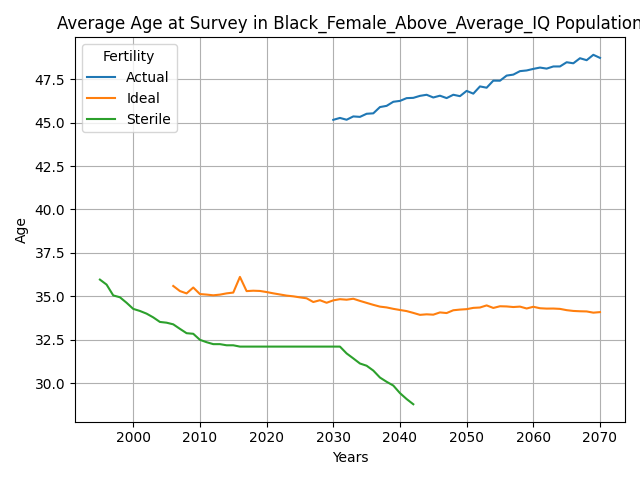 Average Age at Survey in Black_Female_Above_Average_IQ Population
Fertility
Actual
Ideal
Sterile
47.5
45.0
42.5
40.0
37.5
35.0
32.5
30.0
Age
2000
2010
2020
2030
2040
2050
2060
2070
Years